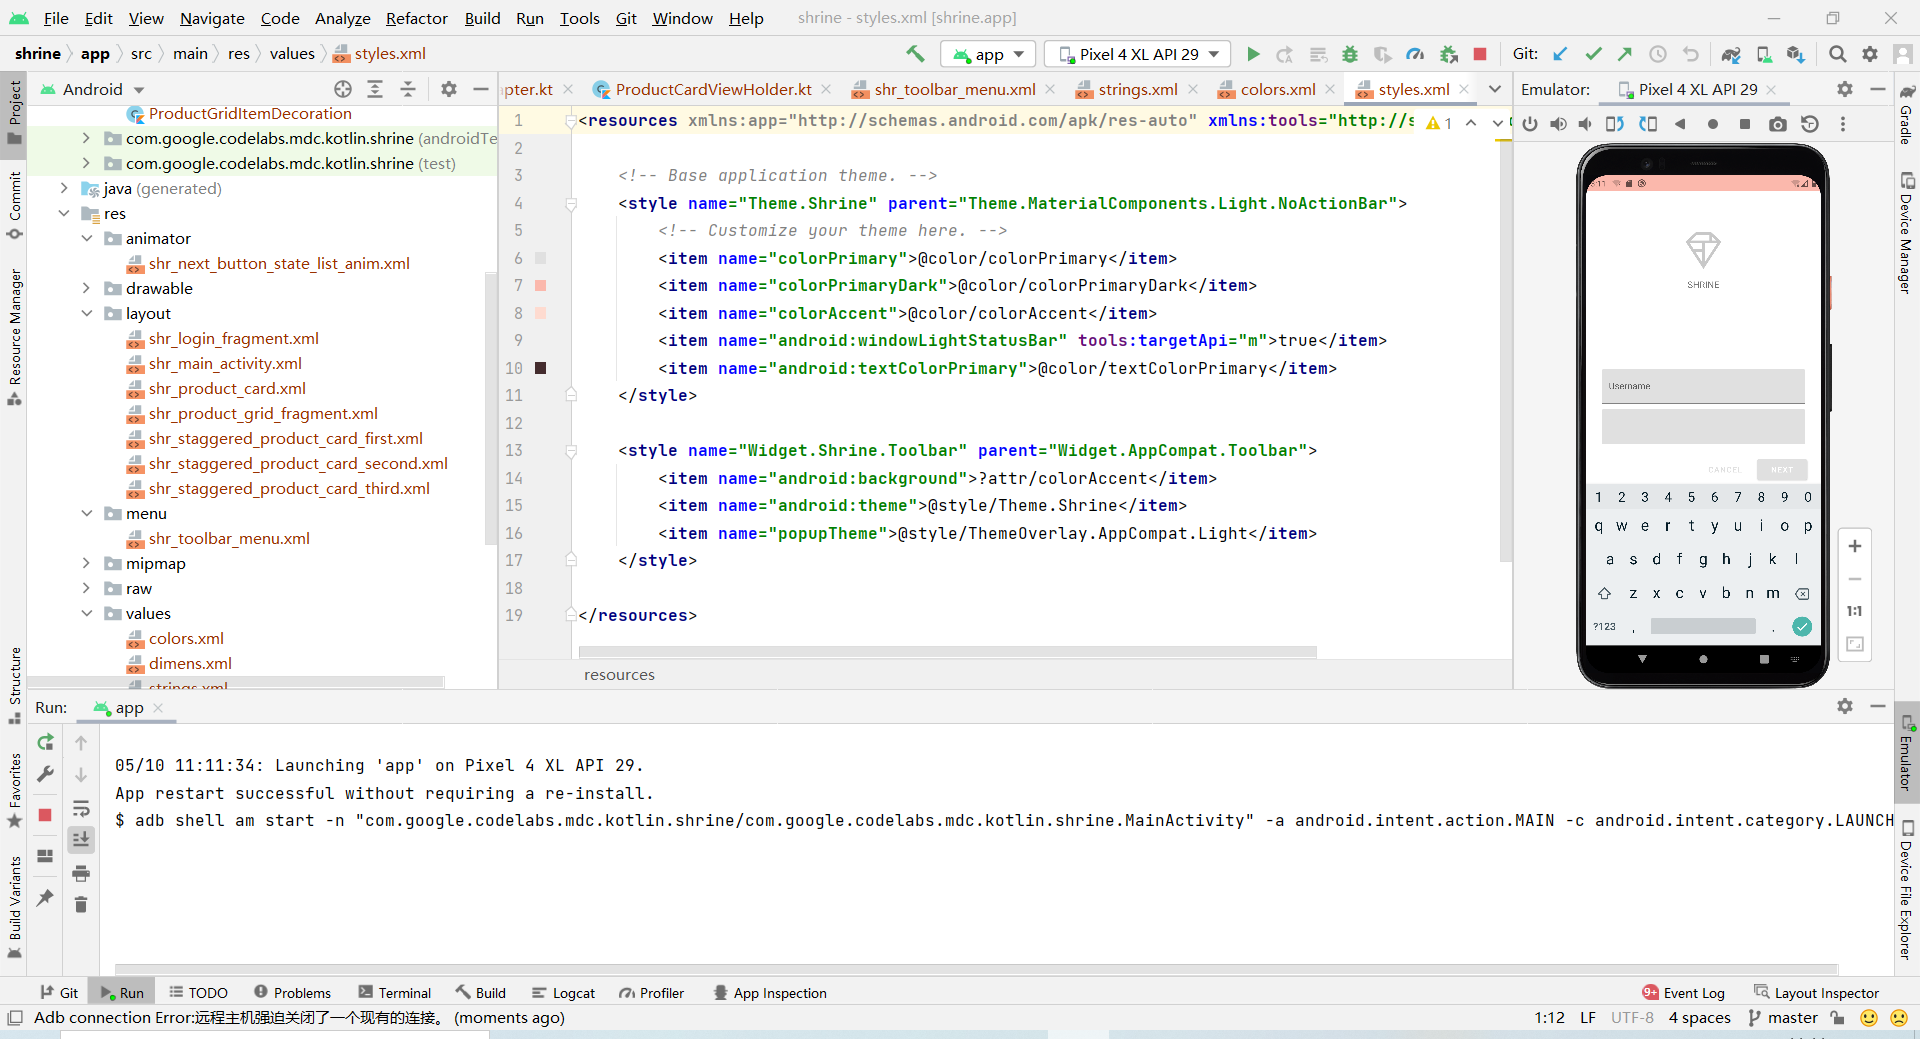 File Edit View Navigate Code Analyze Refactor Build Run Tools Git Window Help shrine - styles.xml [shrine.app]
shrine app src main res values styles.xml
app Pixel 4 XL API 29 Git:
Android
pter.kt ProductCardViewHolder.kt shr_toolbar_menu.xml strings.xml colors.xml styles.xml
Emulator: Pixel 4 XL API 29
Project
Commit
Resource Manager
Structure
Favorites
Build Variants
ProductGridItemDecoration
com.google.codelabs.mdc.kotlin.shrine (androidTe
com.google.codelabs.mdc.kotlin.shrine (test)
java (generated)
res
animator
shr_next_button_state_list_anim.xml
drawable
layout
shr_login_fragment.xml
shr_main_activity.xml
shr_product_card.xml
shr_product_grid_fragment.xml
shr_staggered_product_card_first.xml
shr_staggered_product_card_second.xml
shr_staggered_product_card_third.xml
menu
shr_toolbar_menu.xml
mipmap
raw
values
colors.xml
dimens.xml
strings.xml
1 <resources xmlns:app="http://schemas.android.com/apk/res-auto" xmlns:tools="http://s 1
2
3 <!-- Base application theme. -->
4 <style name="Theme.Shrine" parent="Theme.MaterialComponents.Light.NoActionBar">
5 <!-- Customize your theme here. -->
6 <item name="colorPrimary">@color/colorPrimary</item>
7 <item name="colorPrimaryDark">@color/colorPrimaryDark</item>
8 <item name="colorAccent">@color/colorAccent</item>
9 <item name="android:windowLightStatusBar" tools:targetApi="m">true</item>
10 <item name="android:textColorPrimary">@color/textColorPrimary</item>
11 </style>
12
13 <style name="Widget.Shrine.Toolbar" parent="Widget.AppCompat.Toolbar">
14 <item name="android:background">?attr/colorAccent</item>
15 <item name="android:theme">@style/Theme.Shrine</item>
16 <item name="popupTheme">@style/ThemeOverlay.AppCompat.Light</item>
17 </style>
18
19 </resources>
resources
SHRINE
Username
CANCEL NEXT
1 2 3 4 5 6 7 8 9 0
q w e r t y u i o p
a s d f g h j k l
z x c v b n m
?123 , .
1:1
Gradle
Device Manager
Emulator
Device File Explorer
Run: app
05/10 11:11:34: Launching 'app' on Pixel 4 XL API 29.
App restart successful without requiring a re-install.
$ adb shell am start -n "com.google.codelabs.mdc.kotlin.shrine/com.google.codelabs.mdc.kotlin.shrine.MainActivity" -a android.intent.action.MAIN -c android.intent.category.LAUNCH
Git Run TODO Problems Terminal Build Logcat Profiler App Inspection 9+ Event Log Layout Inspector
Adb connection Error:远程主机强迫关闭了一个现有的连接。 (moments ago) 1:12 LF UTF-8 4 spaces master